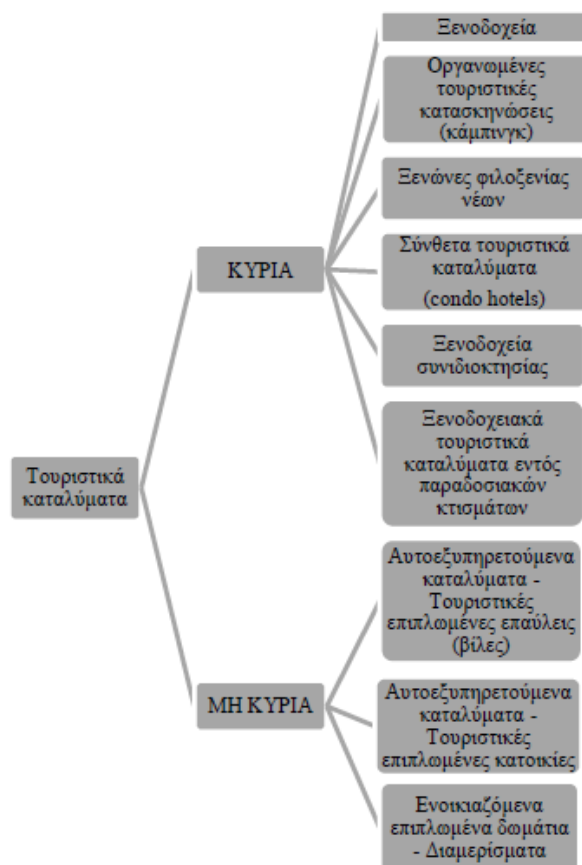 Τουριστικά
καταλύματα
ΚΥΡΙΑ
Ξενοδοχεία
Οργανωμένες
τουριστικές
κατασκηνώσεις
(κάμπινγκ)
Ξενώνες φιλοξενίας
νέων
Σύνθετα τουριστικά
καταλύματα
(condo hotels)
Ξενοδοχεία
συνιδιοκτησίας
Ξενοδοχειακά
τουριστικά
καταλύματα εντός
παραδοσιακών
κτισμάτων
ΜΗ ΚΥΡΙΑ
Αυτοεξυπηρετούμενα
καταλύματα -
Τουριστικές
επιπλωμένες επαύλεις
(βίλες)
Αυτοεξυπηρετούμενα
καταλύματα -
Τουριστικές
επιπλωμένες κατοικίες
Ενοικιαζόμενα
επιπλωμένα δωμάτια
- Διαμερίσματα